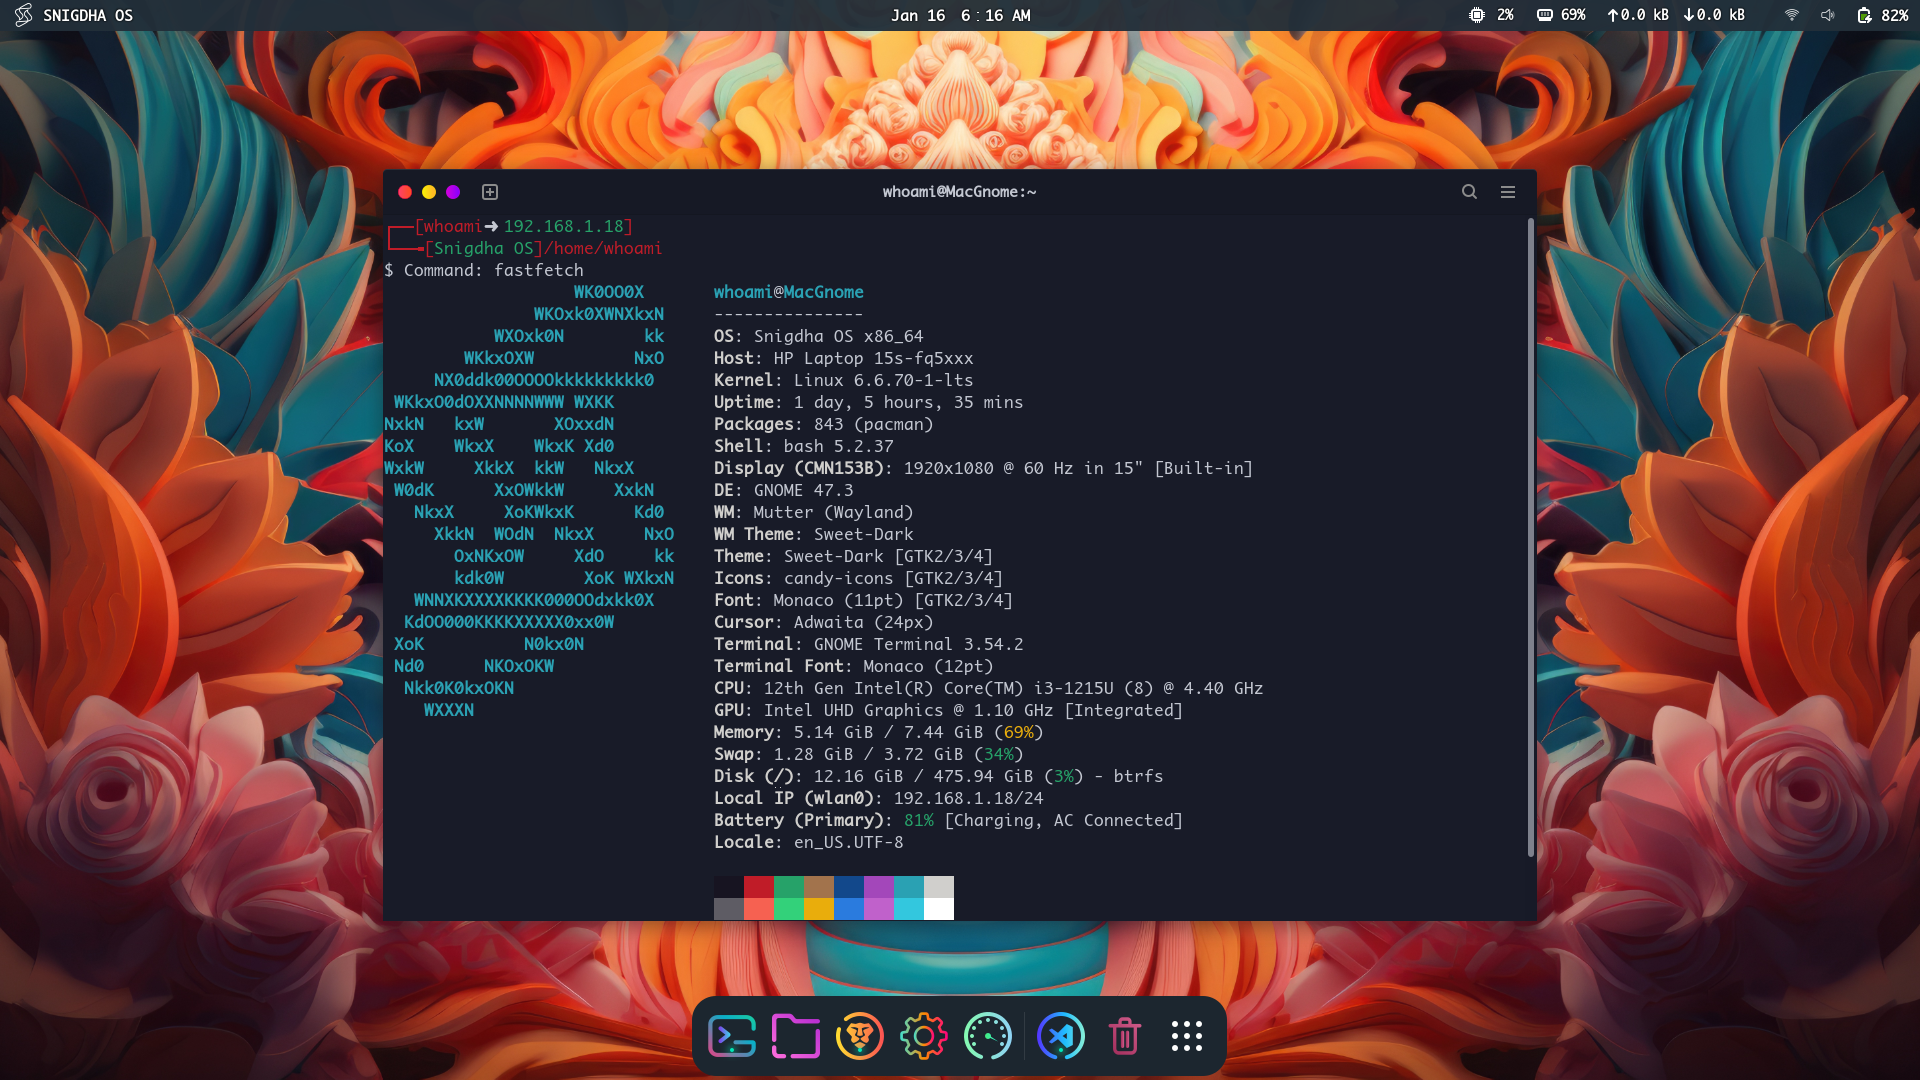 SNIGDHA OS
Jan 16 6:16 AM
2% 69% ↑0.0 kB ↓0.0 kB 82%
whoami@MacGnome:~
[whoami➜192.168.1.18]
[Snigdha OS]/home/whoami
$ Command: fastfetch
WK0OO0X
WKOxk0XWNXkxN
WXOxk0N kk
WKkxOXW NxO
NX0ddk00OOOOkkkkkkkkk0
WKkxO0dOXXNNNNWWW WXKK
NxkN kxW XOxxdN
KoX WkxX WkxK Xd0
WxkW XkkX kkW NkxX
W0dK XxOWkkW XxkN
NkxX XoKWkxK Kd0
XkkN WOdN NkxX NxO
OxNKxOW XdO kk
kdk0W XoK WXkxN
WNNXKXXXXKKKK000OOdxkk0X
KdOO000KKKKXXXXX0xx0W
XoK N0kx0N
Nd0 NKOxOKW
Nkk0K0kxOKN
WXXXN
whoami@MacGnome
---------------
OS: Snigdha OS x86_64
Host: HP Laptop 15s-fq5xxx
Kernel: Linux 6.6.70-1-lts
Uptime: 1 day, 5 hours, 35 mins
Packages: 843 (pacman)
Shell: bash 5.2.37
Display (CMN153B): 1920x1080 @ 60 Hz in 15" [Built-in]
DE: GNOME 47.3
WM: Mutter (Wayland)
WM Theme: Sweet-Dark
Theme: Sweet-Dark [GTK2/3/4]
Icons: candy-icons [GTK2/3/4]
Font: Monaco (11pt) [GTK2/3/4]
Cursor: Adwaita (24px)
Terminal: GNOME Terminal 3.54.2
Terminal Font: Monaco (12pt)
CPU: 12th Gen Intel(R) Core(TM) i3-1215U (8) @ 4.40 GHz
GPU: Intel UHD Graphics @ 1.10 GHz [Integrated]
Memory: 5.14 GiB / 7.44 GiB (69%)
Swap: 1.28 GiB / 3.72 GiB (34%)
Disk (/): 12.16 GiB / 475.94 GiB (3%) - btrfs
Local IP (wlan0): 192.168.1.18/24
Battery (Primary): 81% [Charging, AC Connected]
Locale: en_US.UTF-8